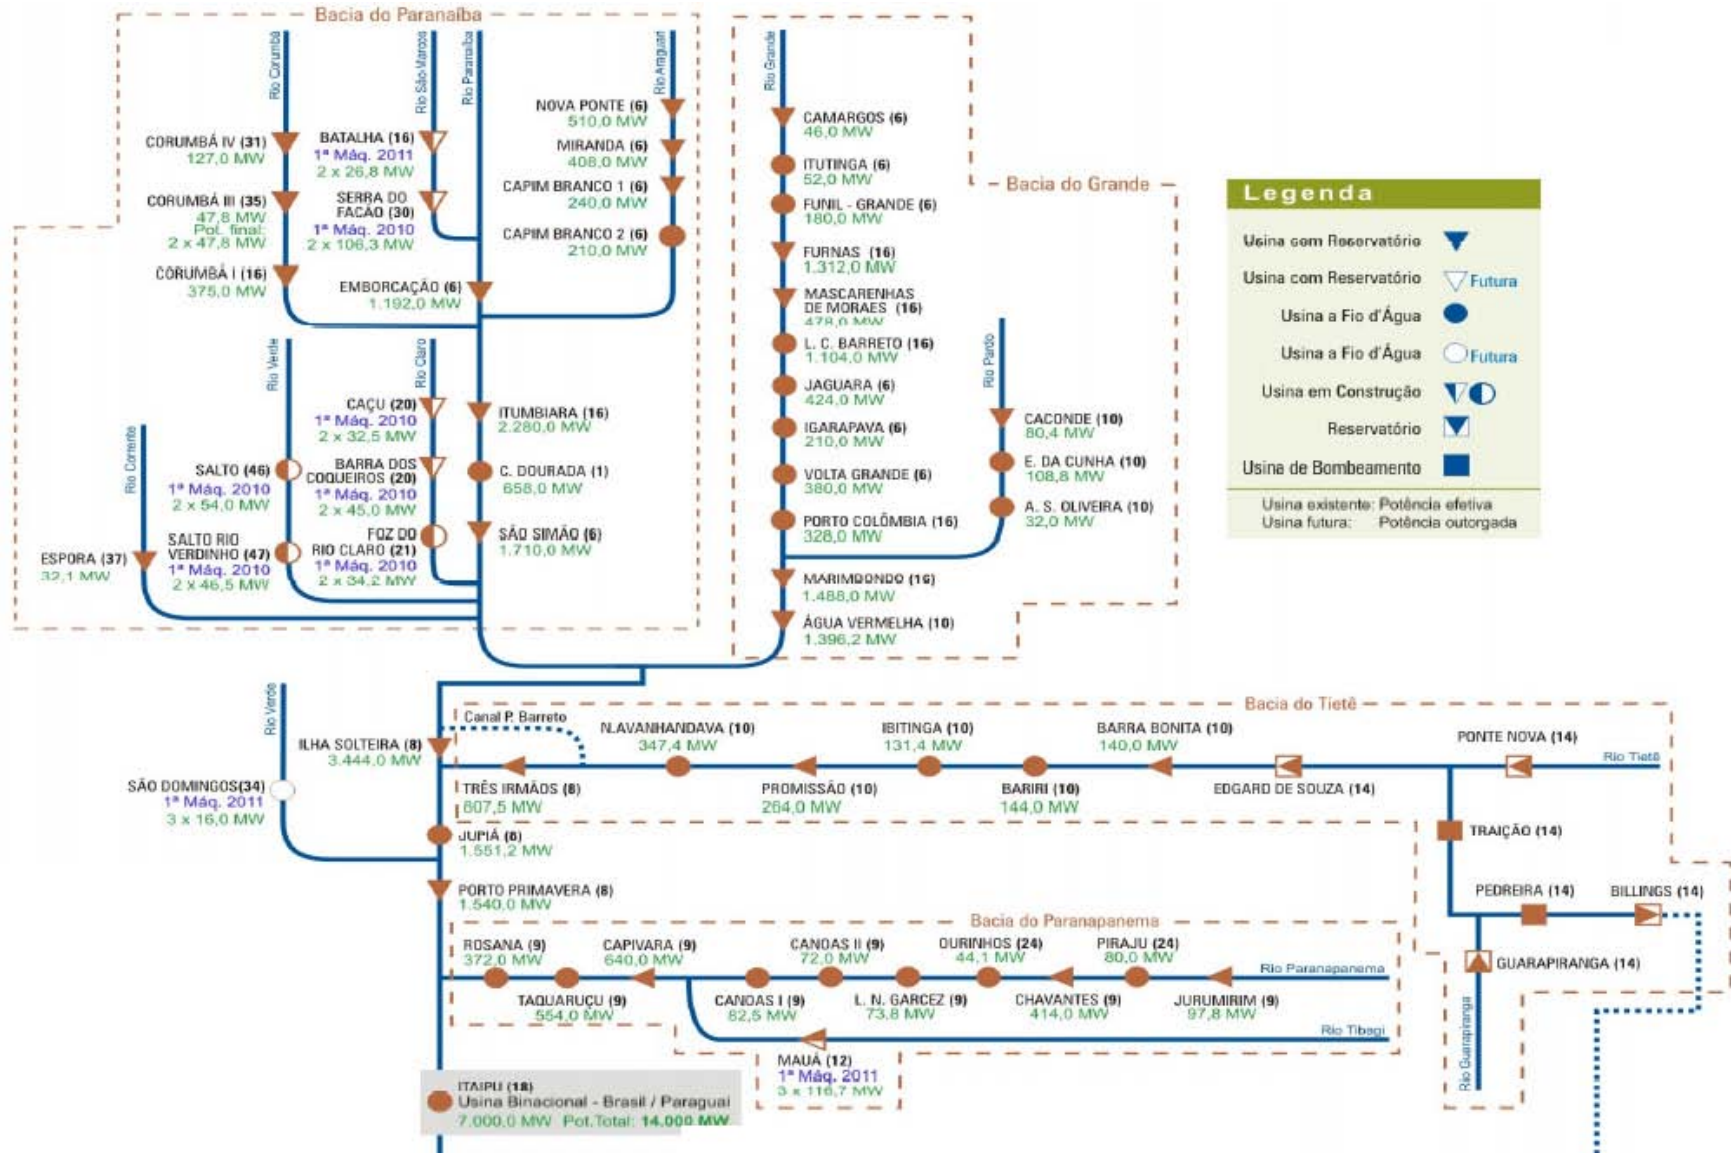 Bacia do Paranaíba
Rio Corumbá
Rio São Marcos
Rio Paranaíba
Rio Araguari
CORUMBÁ IV (31)
127,0 MW
CORUMBÁ III (35)
47,8 MW
Pot. final:
2 x 47,8 MW
CORUMBÁ I (16)
375,0 MW
BATALHA (16)
1ª Máq. 2011
2 x 26,8 MW
SERRA DO
FACÃO (30)
1ª Máq. 2010
2 x 106,3 MW
EMBORCAÇÃO (6)
1.192,0 MW
NOVA PONTE (6)
510,0 MW
MIRANDA (6)
408,0 MW
CAPIM BRANCO 1 (6)
240,0 MW
CAPIM BRANCO 2 (6)
210,0 MW
Rio Corrente
Rio Verde
Rio Claro
ESPORA (37)
32,1 MW
SALTO (46)
1ª Máq. 2010
2 x 54,0 MW
SALTO RIO
VERDINHO (47)
1ª Máq. 2010
2 x 46,5 MW
CAÇU (20)
1ª Máq. 2010
2 x 32,5 MW
BARRA DOS
COQUEIROS (20)
1ª Máq. 2010
2 x 45,0 MW
FOZ DO
RIO CLARO (21)
1ª Máq. 2010
2 x 34,2 MW
ITUMBIARA (16)
2.280,0 MW
C. DOURADA (1)
658,0 MW
SÃO SIMÃO (6)
1.710,0 MW
Bacia do Grande
Rio Grande
CAMARGOS (6)
46,0 MW
ITUTINGA (6)
52,0 MW
FUNIL - GRANDE (6)
180,0 MW
FURNAS (16)
1.312,0 MW
MASCARENHAS
DE MORAES (16)
478,0 MW
L. C. BARRETO (16)
1.104,0 MW
JAGUARA (6)
424,0 MW
IGARAPAVA (6)
210,0 MW
VOLTA GRANDE (6)
380,0 MW
PORTO COLÔMBIA (16)
328,0 MW
MARIMBONDO (16)
1.488,0 MW
ÁGUA VERMELHA (10)
1.396,2 MW
Rio Pardo
CACONDE (10)
80,4 MW
E. DA CUNHA (10)
108,8 MW
A. S. OLIVEIRA (10)
32,0 MW
Legenda
Usina com Reservatório
Usina com Reservatório Futura
Usina a Fio d'Água
Usina a Fio d'Água Futura
Usina em Construção
Reservatório
Usina de Bombeamento
Usina existente: Potência efetiva
Usina futura: Potência outorgada
Rio Verde
SÃO DOMINGOS(34)
1ª Máq. 2011
3 x 16,0 MW
ILHA SOLTEIRA (8)
3.444,0 MW
Canal P. Barreto
Bacia do Tietê
N.AVANHANDAVA (10)
347,4 MW
IBITINGA (10)
131,4 MW
BARRA BONITA (10)
140,0 MW
PONTE NOVA (14)
Rio Tietê
TRÊS IRMÃOS (8)
807,5 MW
PROMISSÃO (10)
264,0 MW
BARIRI (10)
144,0 MW
EDGARD DE SOUZA (14)
JUPIÁ (8)
1.551,2 MW
PORTO PRIMAVERA (8)
1.540,0 MW
TRAIÇÃO (14)
PEDREIRA (14)
BILLINGS (14)
GUARAPIRANGA (14)
Rio Guarapiranga
Bacia do Paranapanema
ROSANA (9)
372,0 MW
CAPIVARA (9)
640,0 MW
CANOAS II (9)
72,0 MW
OURINHOS (24)
44,1 MW
PIRAJU (24)
80,0 MW
Rio Paranapanema
TAQUARUÇU (9)
554,0 MW
CANOAS I (9)
82,5 MW
L. N. GARCEZ (9)
73,8 MW
CHAVANTES (9)
414,0 MW
JURUMIRIM (9)
97,8 MW
Rio Tibagi
MAUÁ (12)
1ª Máq. 2011
3 x 116,7 MW
ITAIPU (18)
Usina Binacional - Brasil / Paraguai
7.000,0 MW Pot.Total: 14.000 MW